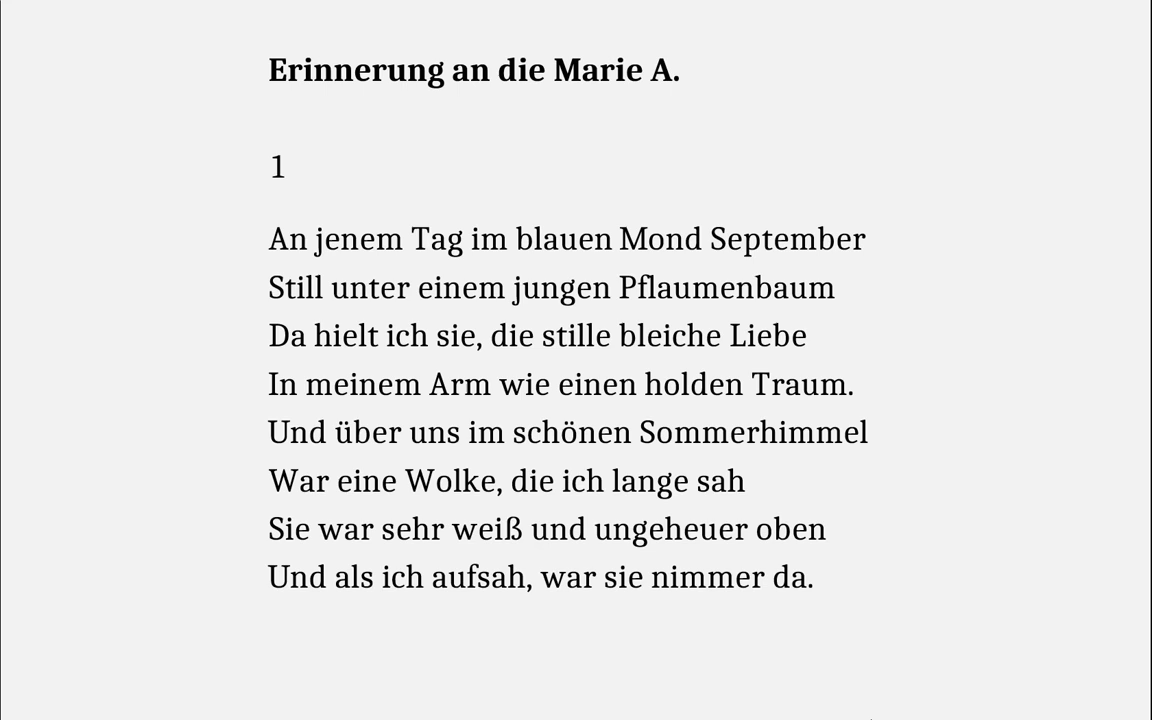 Erinnerung an die Marie A.
1
An jenem Tag im blauen Mond September
Still unter einem jungen Pflaumenbaum
Da hielt ich sie, die stille bleiche Liebe
In meinem Arm wie einen holden Traum.
Und über uns im schönen Sommerhimmel
War eine Wolke, die ich lange sah
Sie war sehr weiß und ungeheuer oben
Und als ich aufsah, war sie nimmer da.